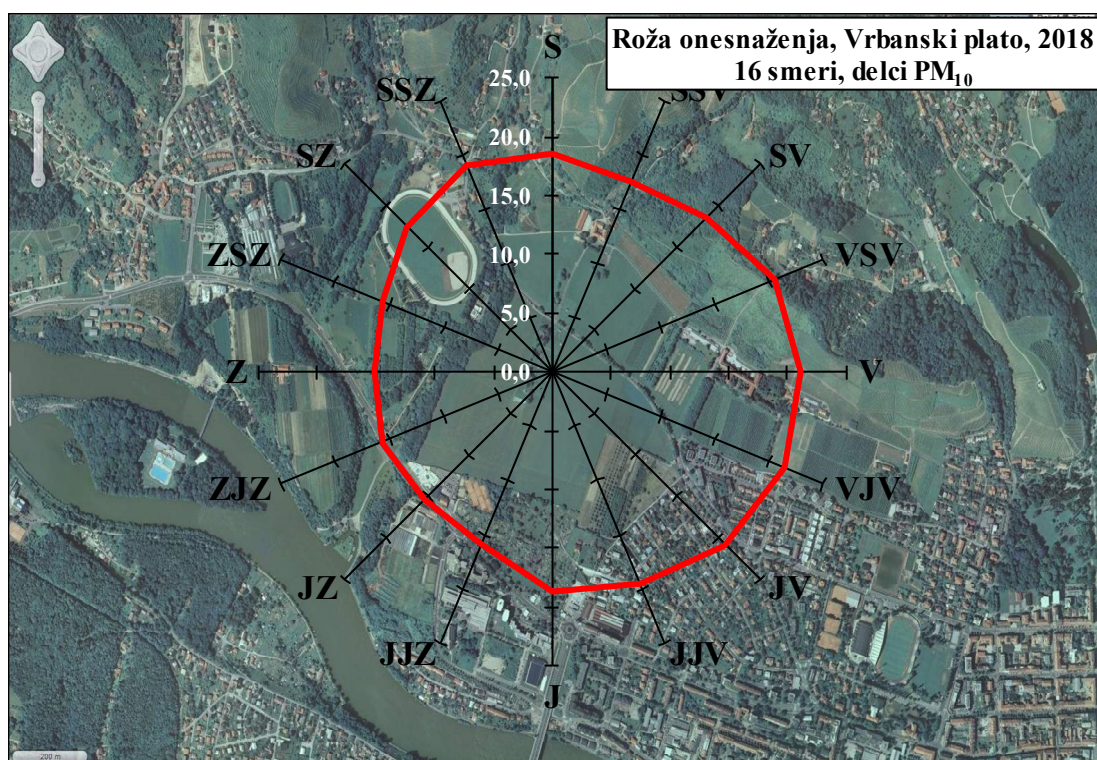 Roža onesnaženja, Vrbanski plato, 2018
16 smeri, delci PM₁₀
S
25,0
SSZ
SSV
20,0
SZ
SV
15,0
ZSZ
VSV
10,0
5,0
Z
0,0
V
ZJZ
VJV
JZ
JV
JJZ
JJV
J
200 m